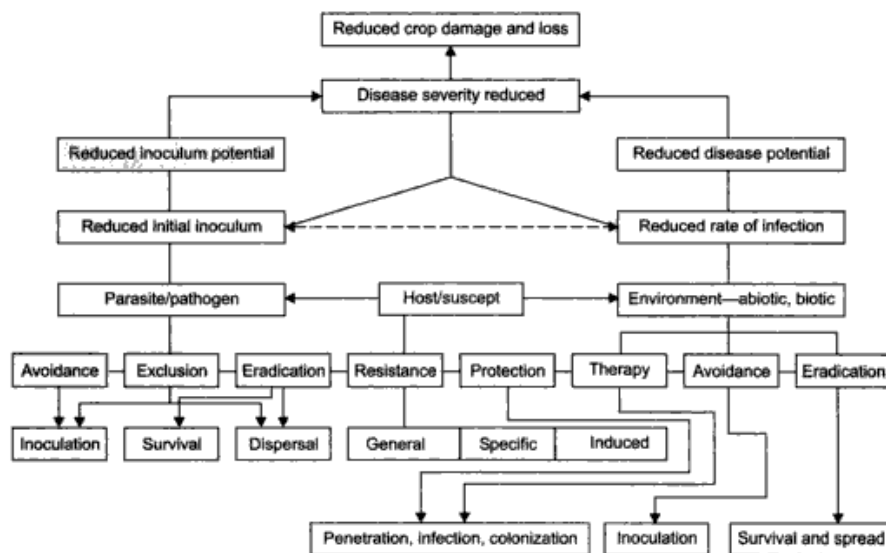 Reduced crop damage and loss
Disease severity reduced
Reduced inoculum potential
Reduced disease potential
Reduced initial inoculum
Reduced rate of infection
Parasite/pathogen
Host/suscept
Environment—abiotic, biotic
Avoidance
Exclusion
Eradication
Resistance
Protection
Therapy
Avoidance
Eradication
Inoculation
Survival
Dispersal
General
Specific
Induced
Penetration, infection, colonization
Inoculation
Survival and spread